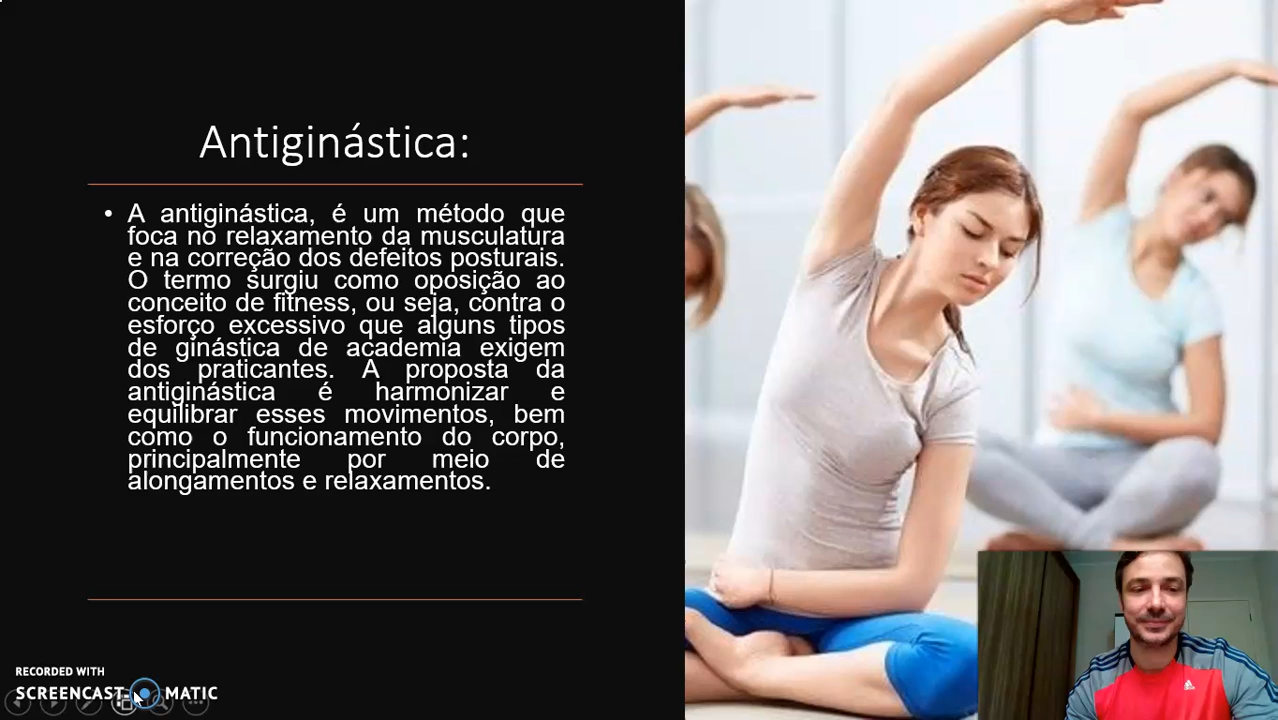 Antiginástica:
• A antiginástica, é um método que
foca no relaxamento da musculatura
e na correção dos defeitos posturais.
O termo surgiu como oposição ao
conceito de fitness, ou seja, contra o
esforço excessivo que alguns tipos
de ginástica de academia exigem
dos praticantes. A proposta da
antiginástica é harmonizar e
equilibrar esses movimentos, bem
como o funcionamento do corpo,
principalmente por meio de
alongamentos e relaxamentos.
RECORDED WITH
SCREENCAST-O-MATIC